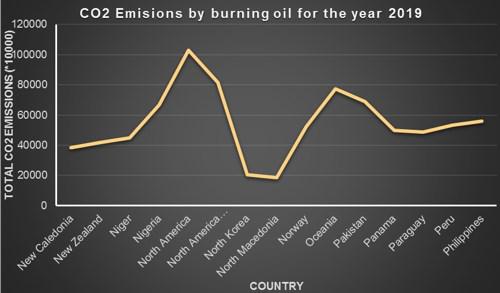 CO2 Emisions by burning oil for the year 2019
TOTAL CO2 EMISSIONS (*10000)
120000
100000
80000
60000
40000
20000
0
New Caledonia
New Zealand
Niger
Nigeria
North America
North America...
North Korea
North Macedonia
Norway
Oceania
Pakistan
Panama
Paraguay
Peru
Philippines
COUNTRY